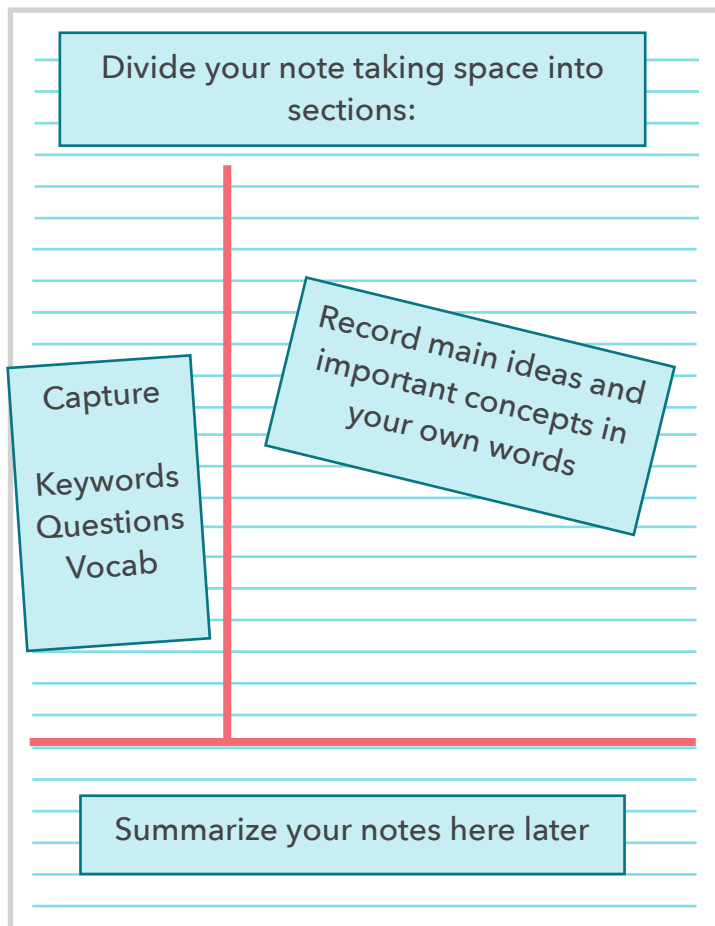 Divide your note taking space into
sections:
Record main ideas and
important concepts in
your own words
Capture
Keywords
Questions
Vocab
Summarize your notes here later